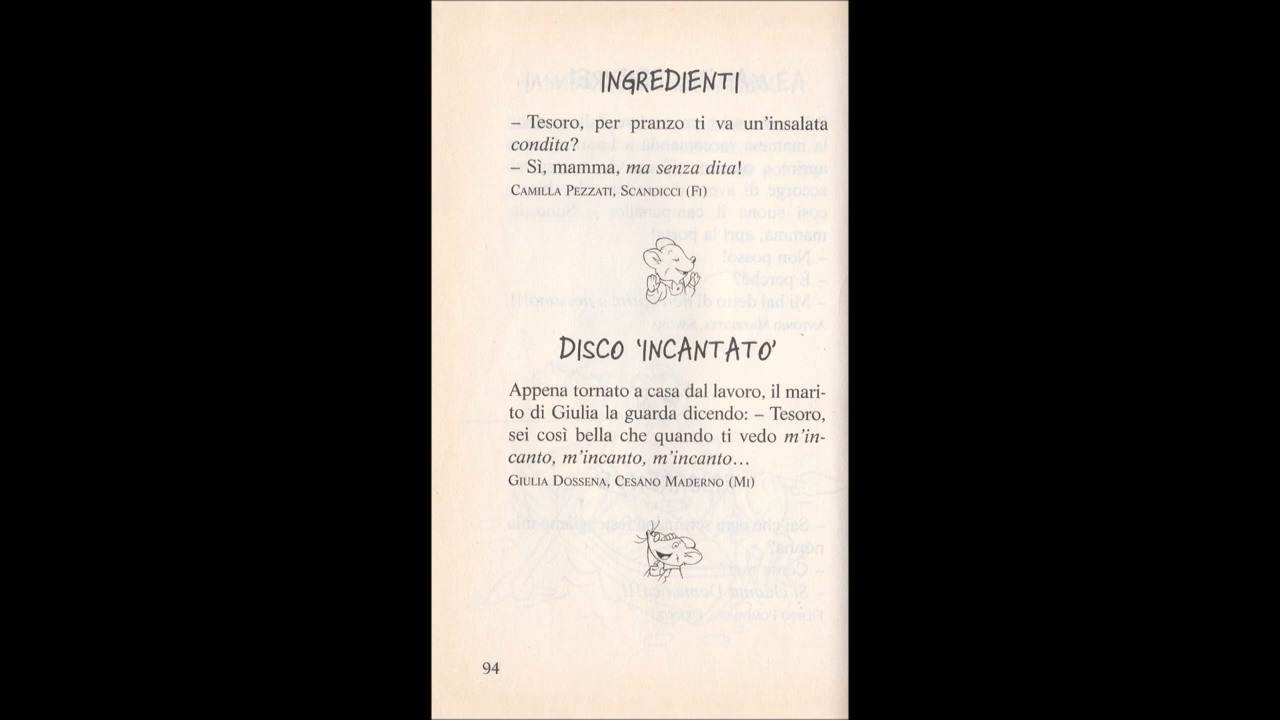 INGREDIENTI
– Tesoro, per pranzo ti va un'insalata
condita?
– Sì, mamma, ma senza dita!
CAMILLA PEZZATI, SCANDICCI (FI)
DISCO 'INCANTATO'
Appena tornato a casa dal lavoro, il mari-
to di Giulia la guarda dicendo: – Tesoro,
sei così bella che quando ti vedo m'in-
canto, m'incanto, m'incanto...
GIULIA DOSSENA, CESANO MADERNO (MI)
94